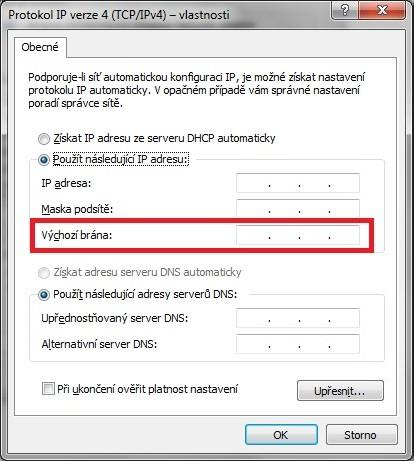 Protokol IP verze 4 (TCP/IPv4) – vlastnosti
Obecné
Podporuje-li síť automatickou konfiguraci IP, je možné získat nastavení
protokolu IP automaticky. V opačném případě vám správné nastavení
poradí správce sítě.
Získat IP adresu ze serveru DHCP automaticky
Použít následující IP adresu:
IP adresa:
Maska podsítě:
Výchozí brána:
Získat adresu serveru DNS automaticky
Použít následující adresy serverů DNS:
Upřednostňovaný server DNS:
Alternativní server DNS:
Při ukončení ověřit platnost nastavení
Upřesnit...
OK
Storno